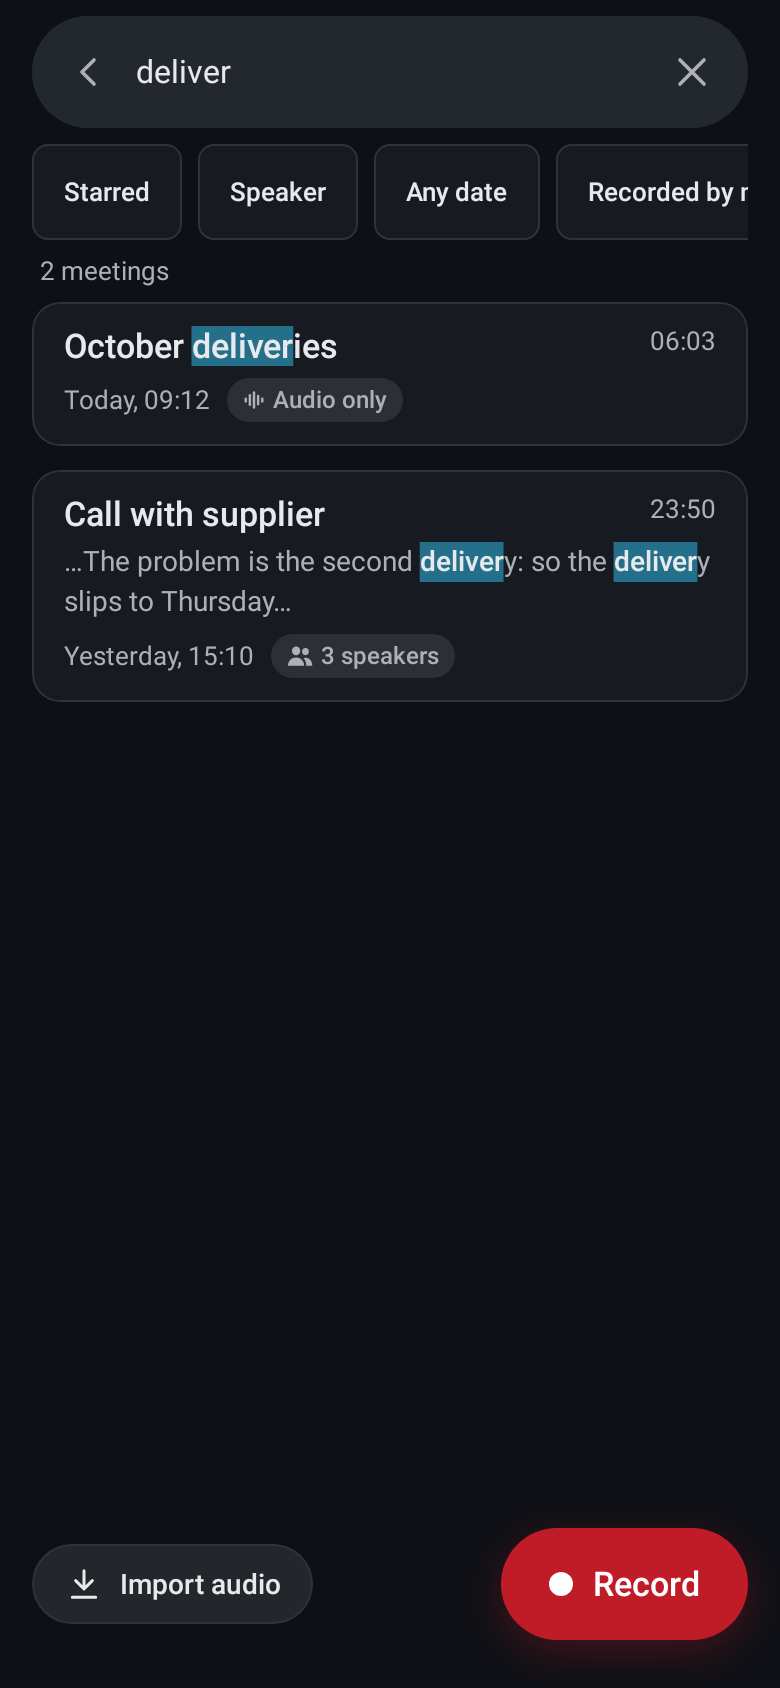 deliver
Starred
Speaker
Any date
Recorded by
2 meetings
October deliveries
06:03
Today, 09:12
Audio only
Call with supplier
23:50
…The problem is the second delivery: so the delivery
slips to Thursday…
Yesterday, 15:10
3 speakers
Import audio
Record